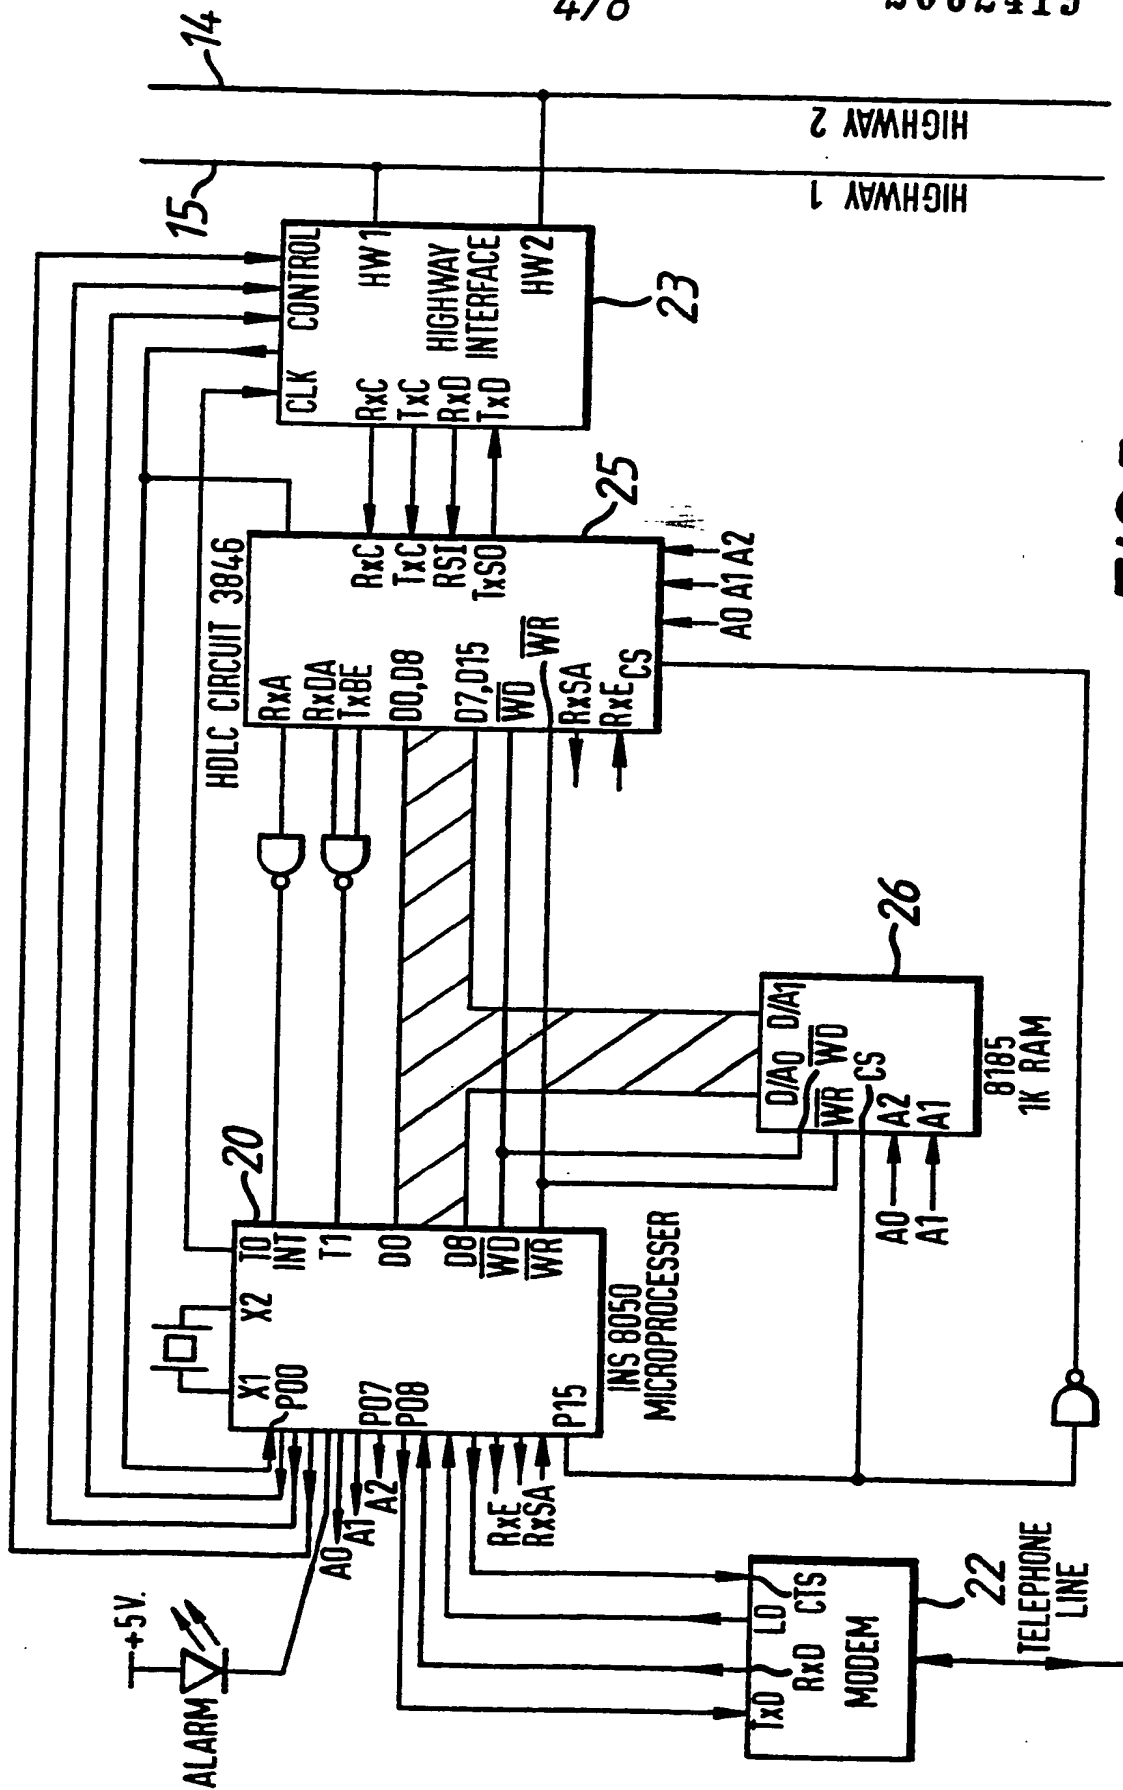 4/8
14
15
HIGHWAY 2
HIGHWAY 1
CLK
CONTROL
HW1
HIGHWAY
INTERFACE
HW2
RxC
TxC
RxD
TxD
23
HDLC CIRCUIT 3846
25
RxA
RxDA
TxBE
D0,D8
D7,D15
WD
WR
RxSA
RxE
CS
RxC
TxC
RSI
TxSO
A0
A1
A2
20
X1
X2
T0
INT
T1
D0
D8
WD
WR
P00
P07
P08
P15
INS 8050
MICROPROCESSER
A0
A1
A2
RxE
RxSA
26
D/A0
D/A1
WD
WR
CS
A2
A1
A0
A1
8185
1K RAM
+5V.
ALARM
TxD
RxD
LD
CTS
MODEM
22
TELEPHONE
LINE